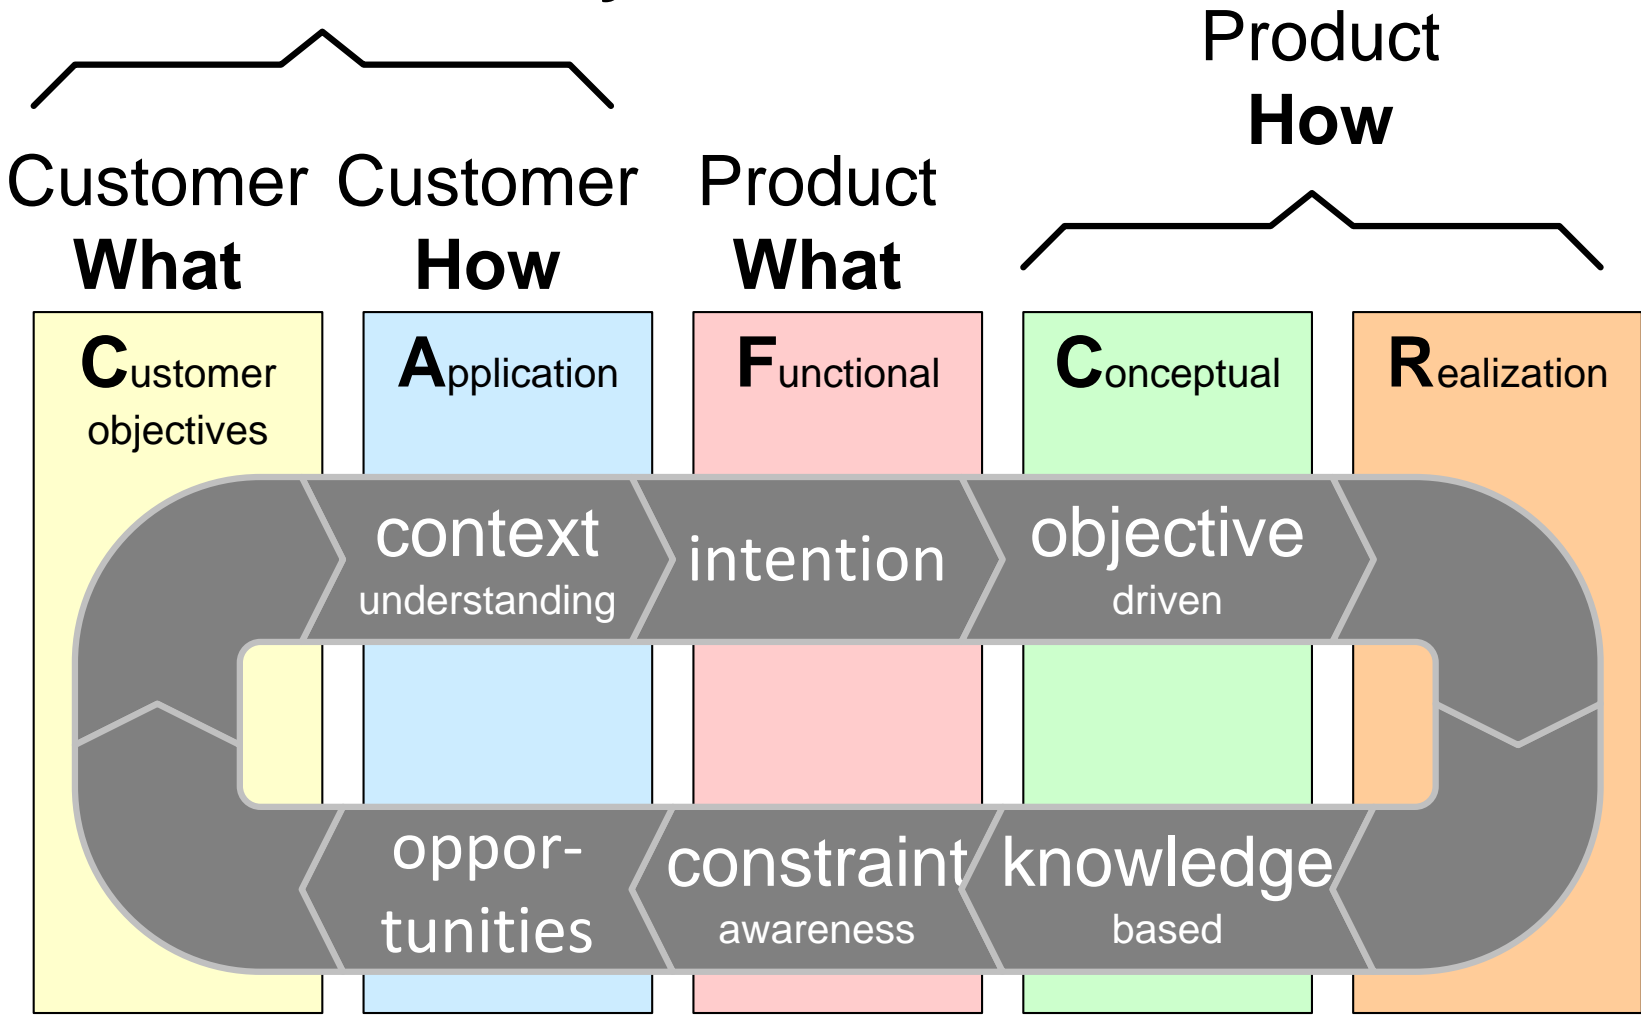 Product
How
Customer
What
Customer
How
Product
What
Customer
objectives
Application
Functional
Conceptual
Realization
context
understanding
intention
objective
driven
oppor-
tunities
constraint
awareness
knowledge
based